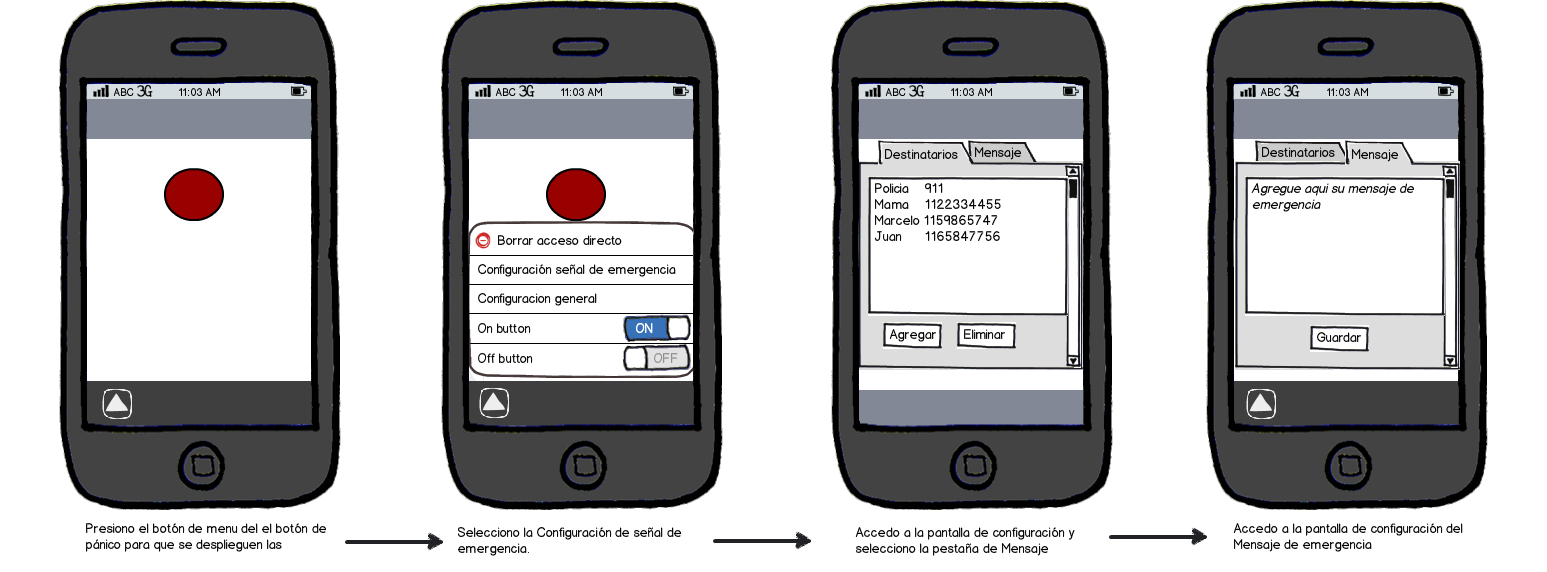 ABC 3G 11:03 AM
Presiono el botón de menu del el botón de
pánico para que se desplieguen las
ABC 3G 11:03 AM
Borrar acceso directo
Configuración señal de emergencia
Configuracion general
On button ON
Off button OFF
Selecciono la Configuración de señal de
emergencia.
ABC 3G 11:03 AM
Destinatarios Mensaje
Policia 911
Mama 1122334455
Marcelo 1159865747
Juan 1165847756
Agregar Eliminar
Accedo a la pantalla de configuración y
selecciono la pestaña de Mensaje
ABC 3G 11:03 AM
Destinatarios Mensaje
Agregue aqui su mensaje de
emergencia
Guardar
Accedo a la pantalla de configuración del
Mensaje de emergencia